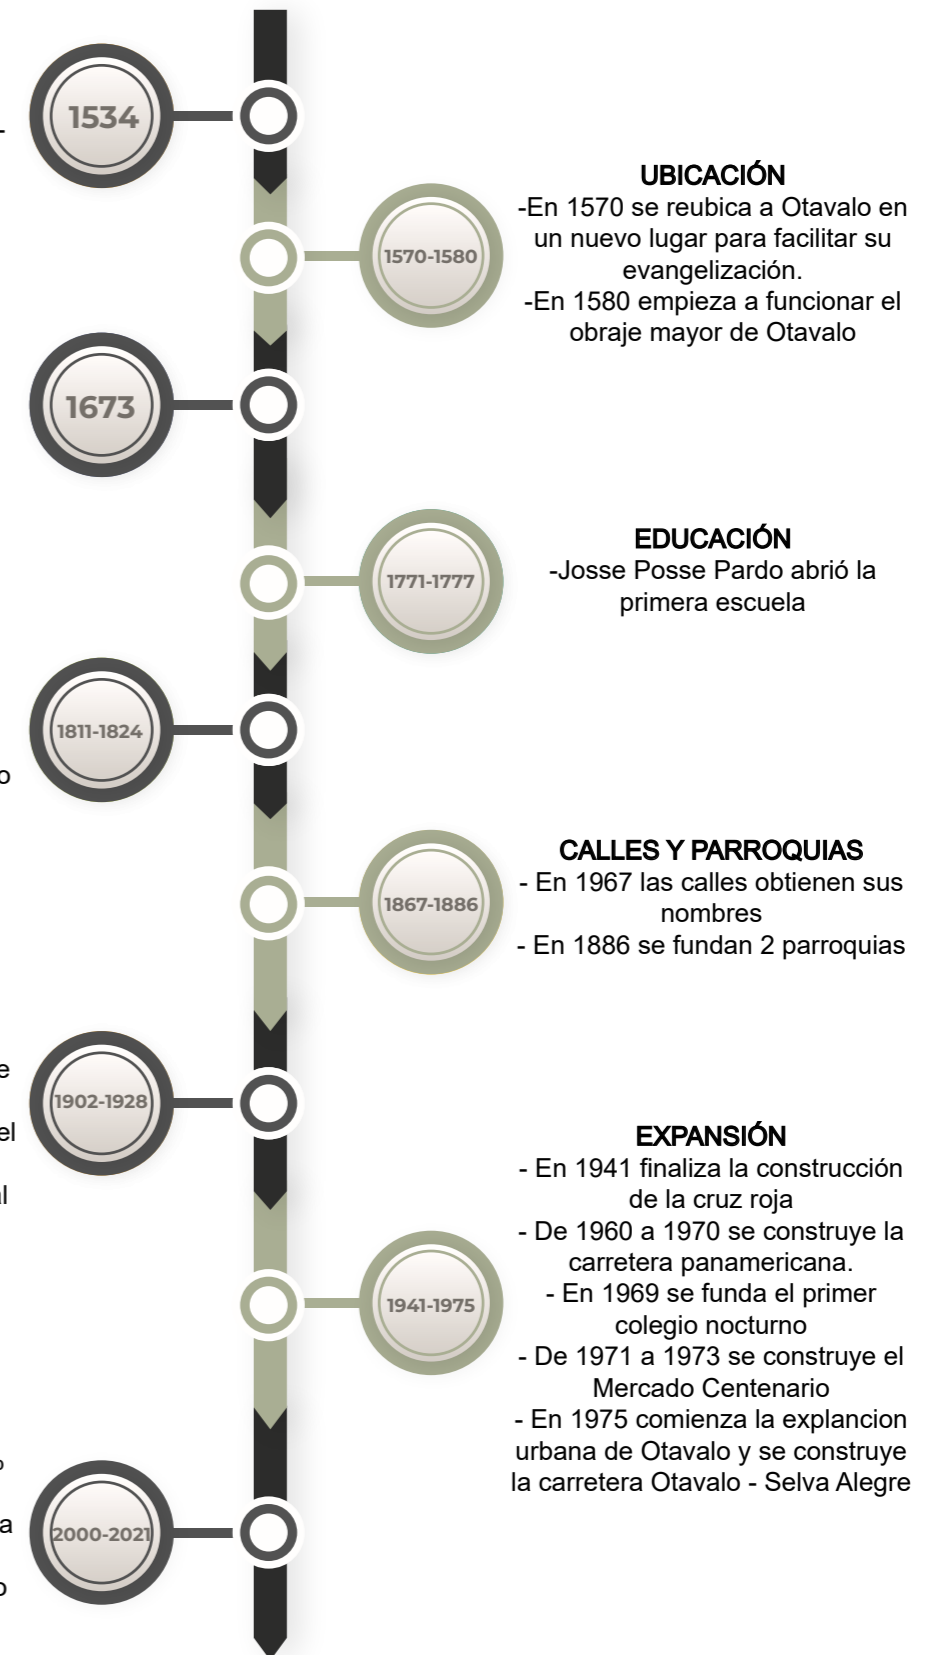 1534
-
UBICACIÓN
-En 1570 se reubica a Otavalo en
un nuevo lugar para facilitar su
evangelización.
-En 1580 empieza a funcionar el
obraje mayor de Otavalo
1570-1580
1673
EDUCACIÓN
-Josse Posse Pardo abrió la
primera escuela
1771-1777
1811-1824
o
CALLES Y PARROQUIAS
- En 1967 las calles obtienen sus
nombres
- En 1886 se fundan 2 parroquias
1867-1886
e
el
1902-1928
EXPANSIÓN
- En 1941 finaliza la construcción
de la cruz roja
- De 1960 a 1970 se construye la
carretera panamericana.
- En 1969 se funda el primer
colegio nocturno
- De 1971 a 1973 se construye el
Mercado Centenario
- En 1975 comienza la explancion
urbana de Otavalo y se construye
la carretera Otavalo - Selva Alegre
1941-1975
a
o
2000-2021